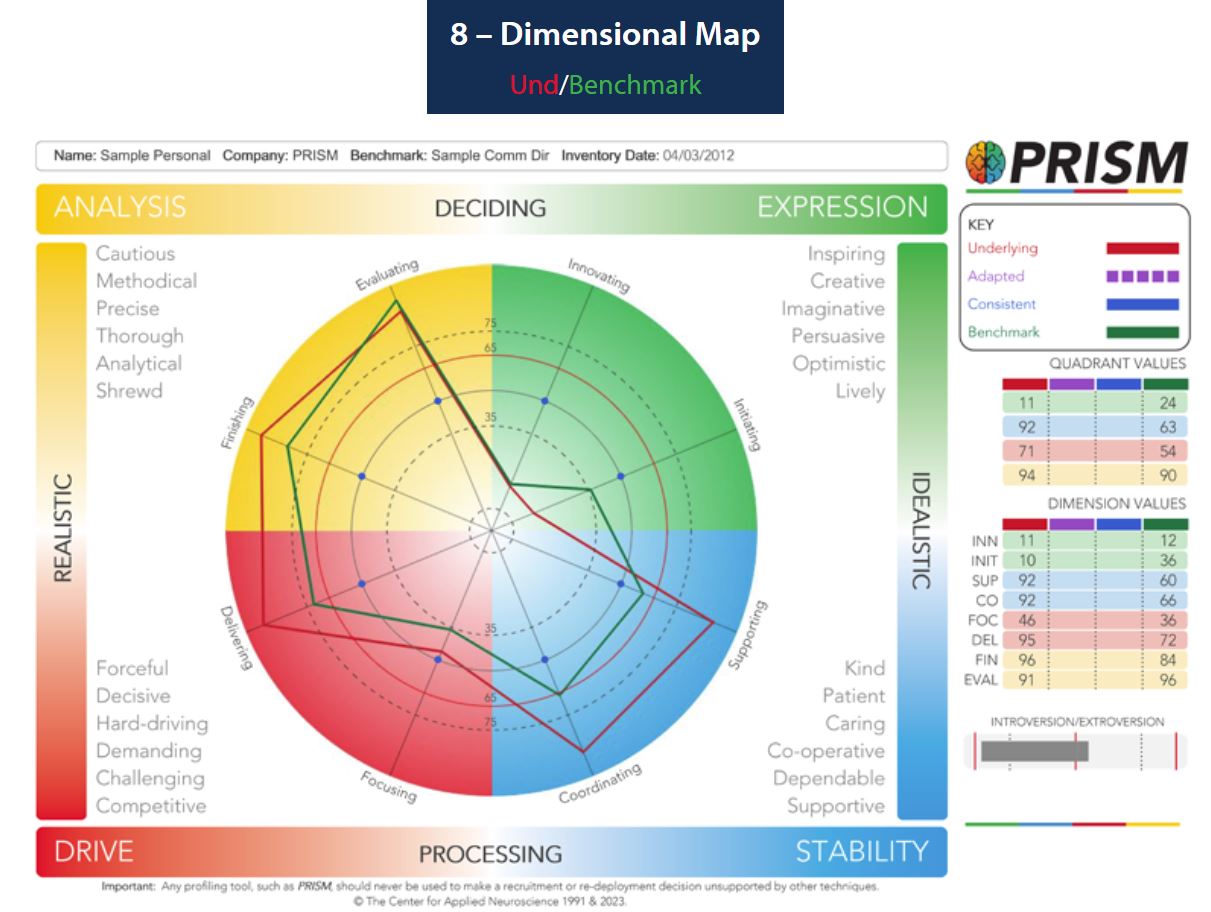 8 – Dimensional Map
Und/Benchmark
Name: Sample Personal Company: PRISM Benchmark: Sample Comm Dir Inventory Date: 04/03/2012
PRISM
ANALYSIS DECIDING EXPRESSION
KEY
Underlying
Adapted
Consistent
Benchmark
REALISTIC
Cautious
Methodical
Precise
Thorough
Analytical
Shrewd
Inspiring
Creative
Imaginative
Persuasive
Optimistic
Lively
IDEALISTIC
Evaluating
Innovating
Initiating
Supporting
Coordinating
Focusing
Delivering
Finishing
75
65
35
35
65
75
Forceful
Decisive
Hard-driving
Demanding
Challenging
Competitive
Kind
Patient
Caring
Co-operative
Dependable
Supportive
DRIVE PROCESSING STABILITY
QUADRANT VALUES
11 24
92 63
71 54
94 90
DIMENSION VALUES
INN 11 12
INIT 10 36
SUP 92 60
CO 92 66
FOC 46 36
DEL 95 72
FIN 96 84
EVAL 91 96
INTROVERSION/EXTROVERSION
Important: Any profiling tool, such as PRISM, should never be used to make a recruitment or re-deployment decision unsupported by other techniques.
© The Center for Applied Neuroscience 1991 & 2023.